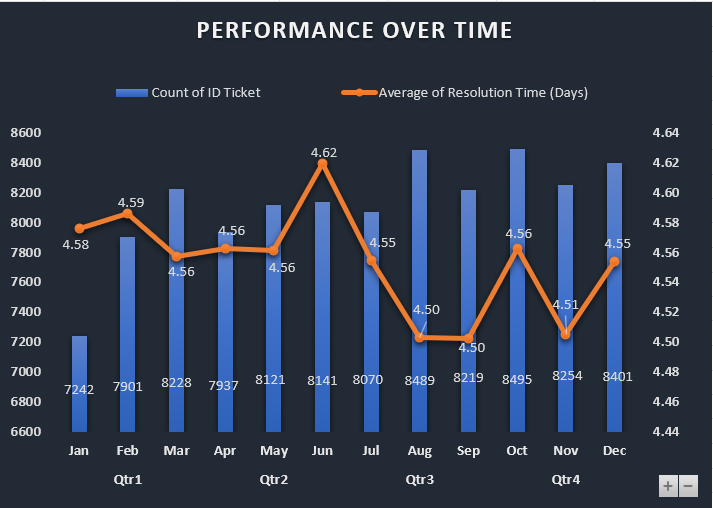 PERFORMANCE OVER TIME
Count of ID Ticket Average of Resolution Time (Days)
8600 4.64
8400 4.62 4.62
8200 4.59 4.60
8000 4.58 4.56 4.55 4.56 4.55 4.58
7800 4.56 4.56 4.56
7600 4.54
7400 4.50 4.51 4.52
7200 4.50 4.50
7000 7242 7901 8228 7937 8121 8141 8070 8489 8219 8495 8254 8401 4.48
6800 4.46
6600 4.44
Jan Feb Mar Apr May Jun Jul Aug Sep Oct Nov Dec
Qtr1 Qtr2 Qtr3 Qtr4
+ −